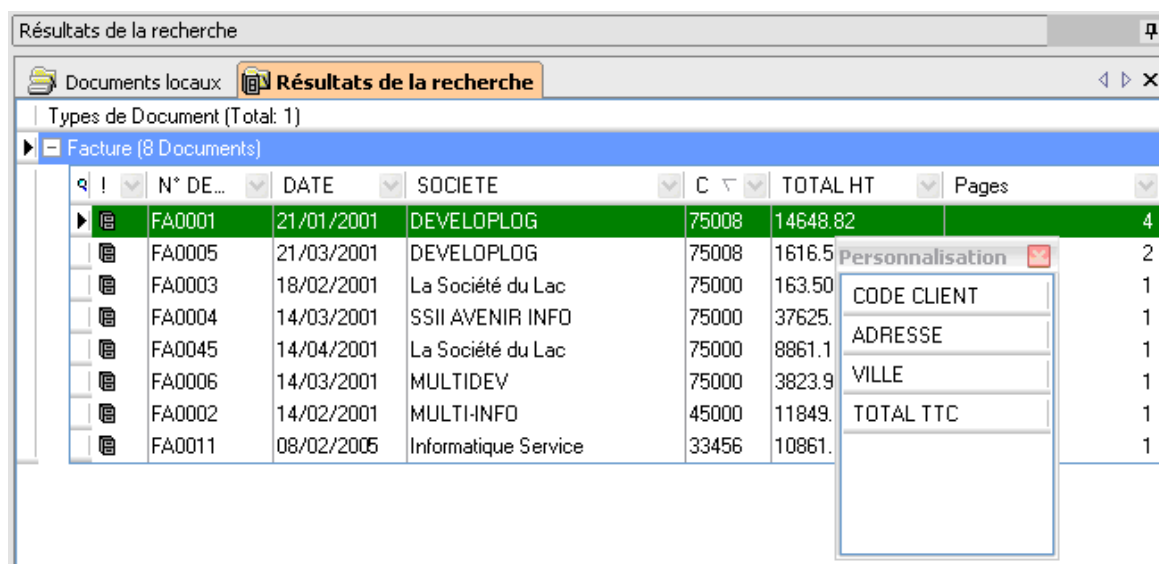 Résultats de la recherche
Documents locaux Résultats de la recherche
Types de Document (Total: 1)
Facture (8 Documents)
! N° DE... DATE SOCIETE C TOTAL HT Pages
FA0001 21/01/2001 DEVELOPLOG 75008 14648.82 4
FA0005 21/03/2001 DEVELOPLOG 75008 1616.5 2
FA0003 18/02/2001 La Société du Lac 75000 163.50 1
FA0004 14/03/2001 SSII AVENIR INFO 75000 37625. 1
FA0045 14/04/2001 La Société du Lac 75000 8861.1 1
FA0006 14/03/2001 MULTIDEV 75000 3823.9 1
FA0002 14/02/2001 MULTI-INFO 45000 11849. 1
FA0011 08/02/2005 Informatique Service 33456 10861. 1
Personnalisation
CODE CLIENT
ADRESSE
VILLE
TOTAL TTC